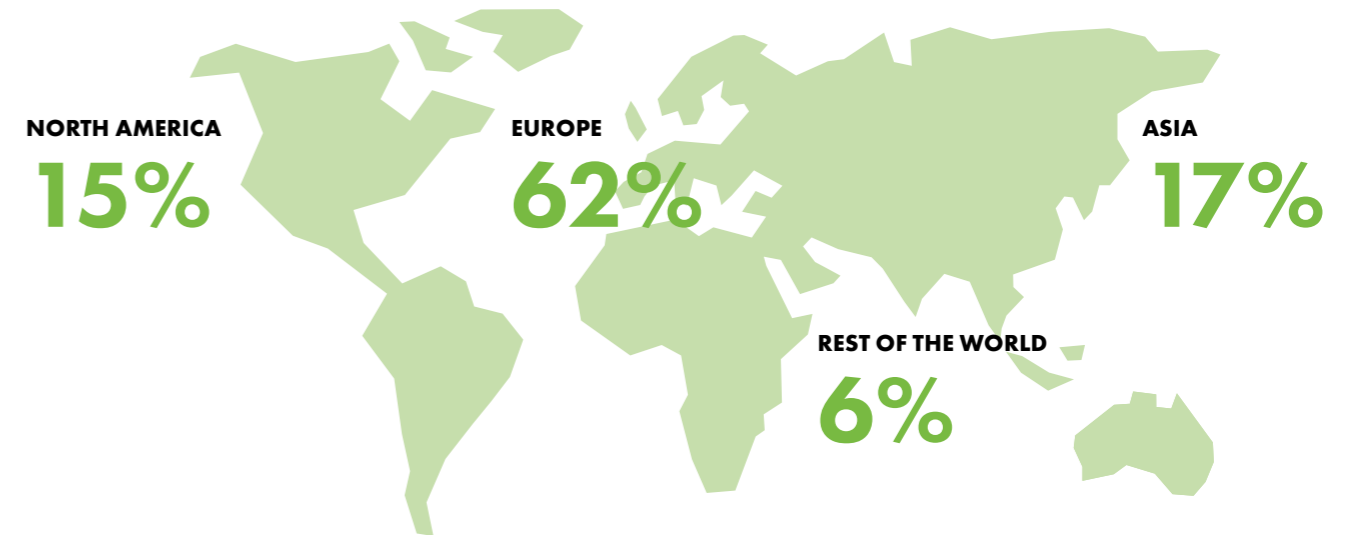 NORTH AMERICA
15%
EUROPE
62%
ASIA
17%
REST OF THE WORLD
6%